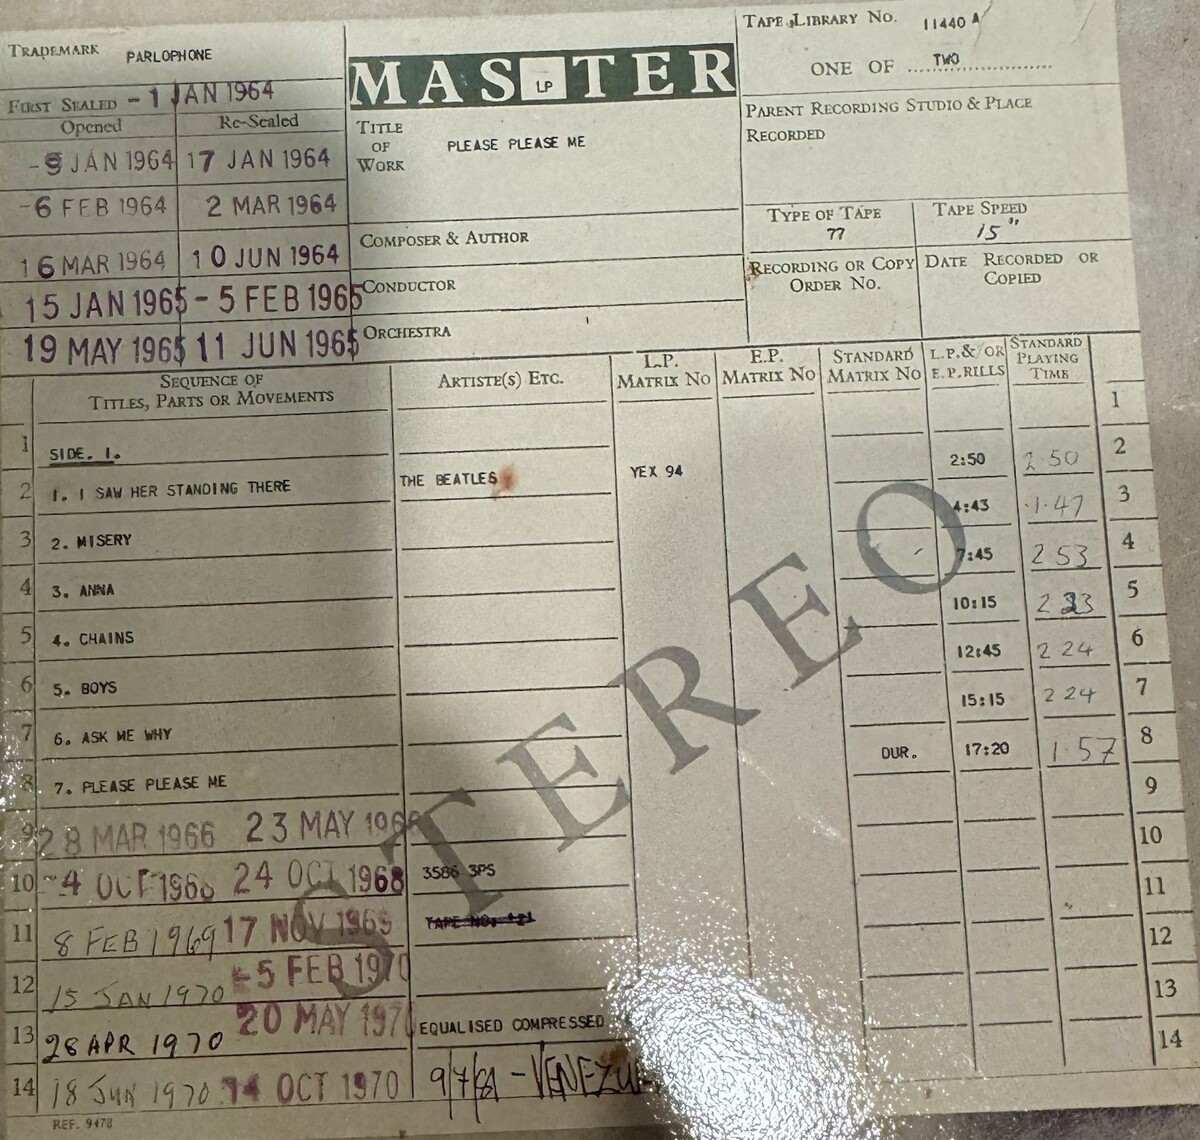 TRADEMARK PARLOPHONE
FIRST SEALED -1 JAN 1964
Opened Re-Sealed
-9 JAN 1964 17 JAN 1964
-6 FEB 1964 2 MAR 1964
16 MAR 1964 10 JUN 1964
15 JAN 1965 -5 FEB 1965
19 MAY 1965 11 JUN 1965
MASTER
LP
TITLE OF WORK PLEASE PLEASE ME
COMPOSER & AUTHOR
CONDUCTOR
ORCHESTRA
TAPE LIBRARY NO. 11440 A
ONE OF TWO
PARENT RECORDING STUDIO & PLACE
RECORDED
TYPE OF TAPE TAPE SPEED
77 15"
RECORDING OR COPY ORDER NO. DATE RECORDED OR COPIED
SEQUENCE OF TITLES, PARTS OR MOVEMENTS ARTISTE(S) ETC. L.P. MATRIX NO E.P. MATRIX NO STANDARD MATRIX NO L.P. & OR E.P. RILLS STANDARD PLAYING TIME
1 SIDE. 1. 1
2 1. I SAW HER STANDING THERE THE BEATLES YEX 94 2:50 2 50 2
3 2. MISERY 4:43 1.47 3
4 3. ANNA 7:45 2 53 4
5 4. CHAINS 10:15 5
6 5. BOYS 12:45 2 24 6
7 6. ASK ME WHY 15:15 2 24 7
8 7. PLEASE PLEASE ME DUR. 17:20 1 57 8
9 28 MAR 1966 23 MAY 1966 9
10 -4 OCT 1968 24 OCT 1968 3586 3PS 10
11 8 FEB 1969 17 NOV 1969 11
12 15 JAN 1970 -5 FEB 1970 12
13 28 APR 1970 20 MAY 1970 EQUALISED COMPRESSED 13
14 18 JUN 1970 14 OCT 1970 9/7/81 - 14
STEREO
REF. 9478